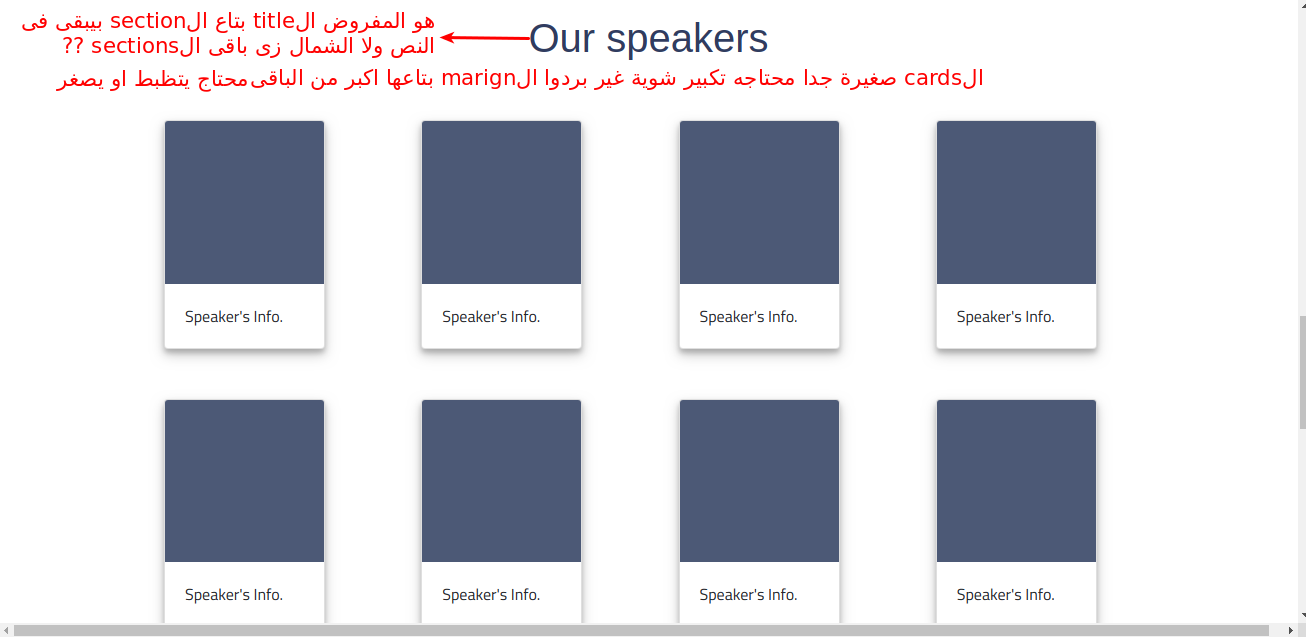 هو المفروض الtitle بتاع الsection بيبقى فى
النص ولا الشمال زى باقى الsections ??
Our speakers
الcards صغيرة جدا محتاجه تكبير شوية غير بردوا الmarign بتاعها اكبر من الباقى محتاج يتظبط او يصغر
Speaker's Info. Speaker's Info. Speaker's Info. Speaker's Info.
Speaker's Info. Speaker's Info. Speaker's Info. Speaker's Info.